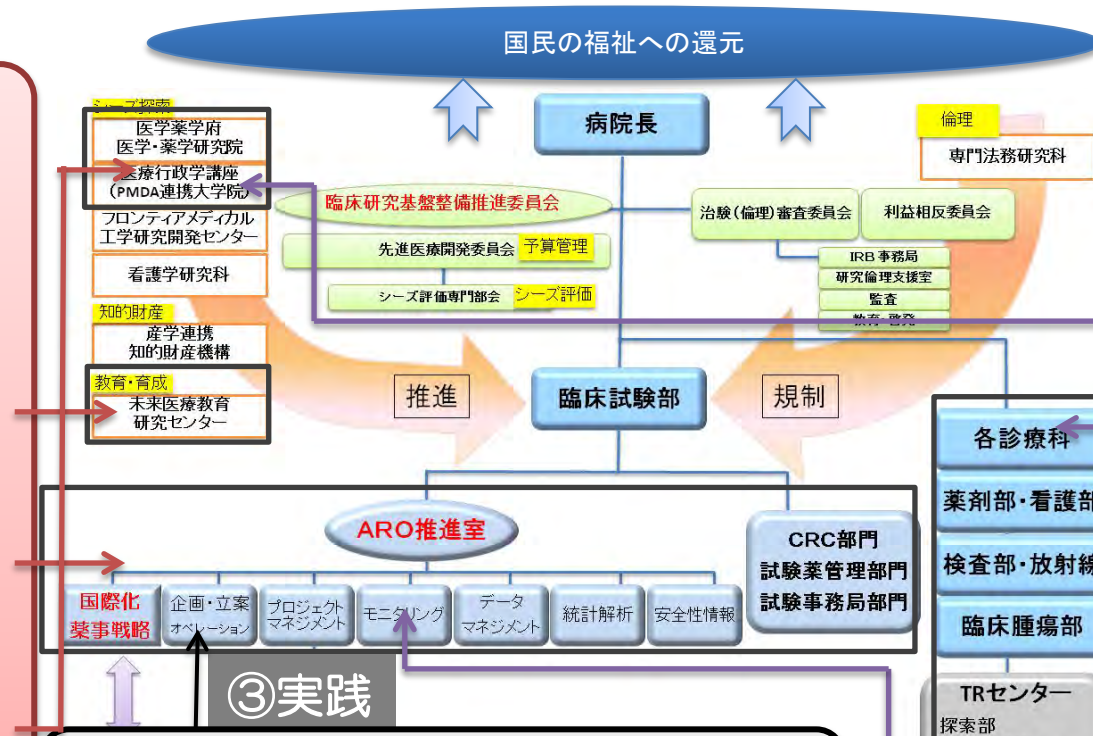 国民の福祉への還元
シーズ探索
医学薬学府
医学・薬学研究院
医療行政学講座
(PMDA連携大学院)
フロンティアメディカル
工学研究開発センター
看護学研究科
知的財産
産学連携
知的財産機構
教育・育成
未来医療教育
研究センター
病院長
臨床研究基盤整備推進委員会
先進医療開発委員会
予算管理
シーズ評価専門部会
シーズ評価
倫理
専門法務研究科
治験(倫理)審査委員会
利益相反委員会
IRB事務局
研究倫理支援室
監査
教育・啓発
推進
臨床試験部
規制
ARO推進室
国際化
薬事戦略
企画・立案
オペレーション
プロジェクト
マネジメント
モニタリング
データ
マネジメント
統計解析
安全性情報
CRC部門
試験薬管理部門
試験事務局部門
各診療科
薬剤部・看護部
検査部・放射線
臨床腫瘍部
TRセンター
探索部
③実践